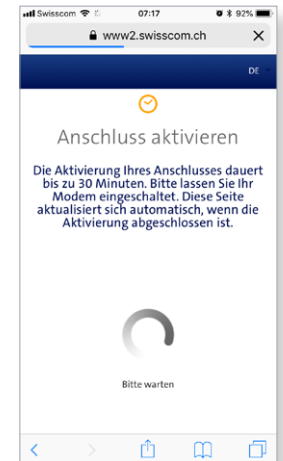 Swisscom 07:17 92%
www2.swisscom.ch
DE
Anschluss aktivieren
Die Aktivierung Ihres Anschlusses dauert
bis zu 30 Minuten. Bitte lassen Sie Ihr
Modem eingeschaltet. Diese Seite
aktualisiert sich automatisch, wenn die
Aktivierung abgeschlossen ist.
Bitte warten